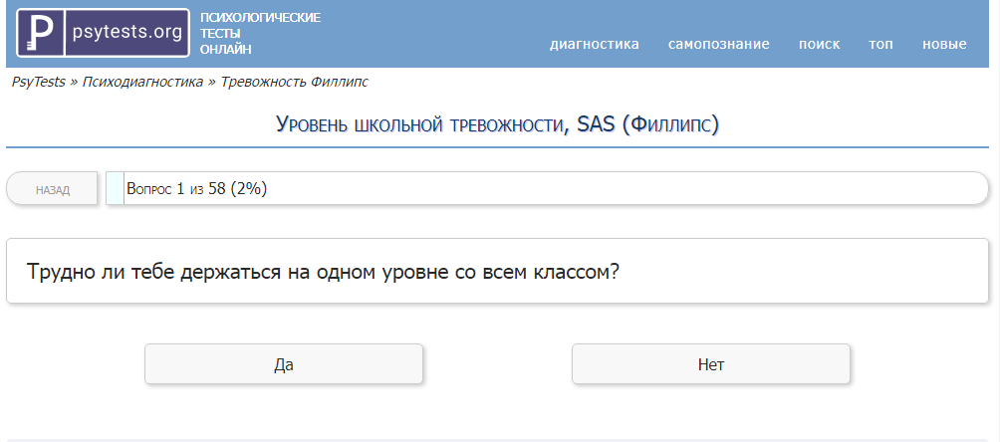 psytests.org
ПСИХОЛОГИЧЕСКИЕ
ТЕСТЫ
ОНЛАЙН
диагностика самопознание поиск топ новые
PsyTests » Психодиагностика » Тревожность Филлипс
Уровень школьной тревожности, SAS (Филлипс)
НАЗАД
Вопрос 1 из 58 (2%)
Трудно ли тебе держаться на одном уровне со всем классом?
Да Нет